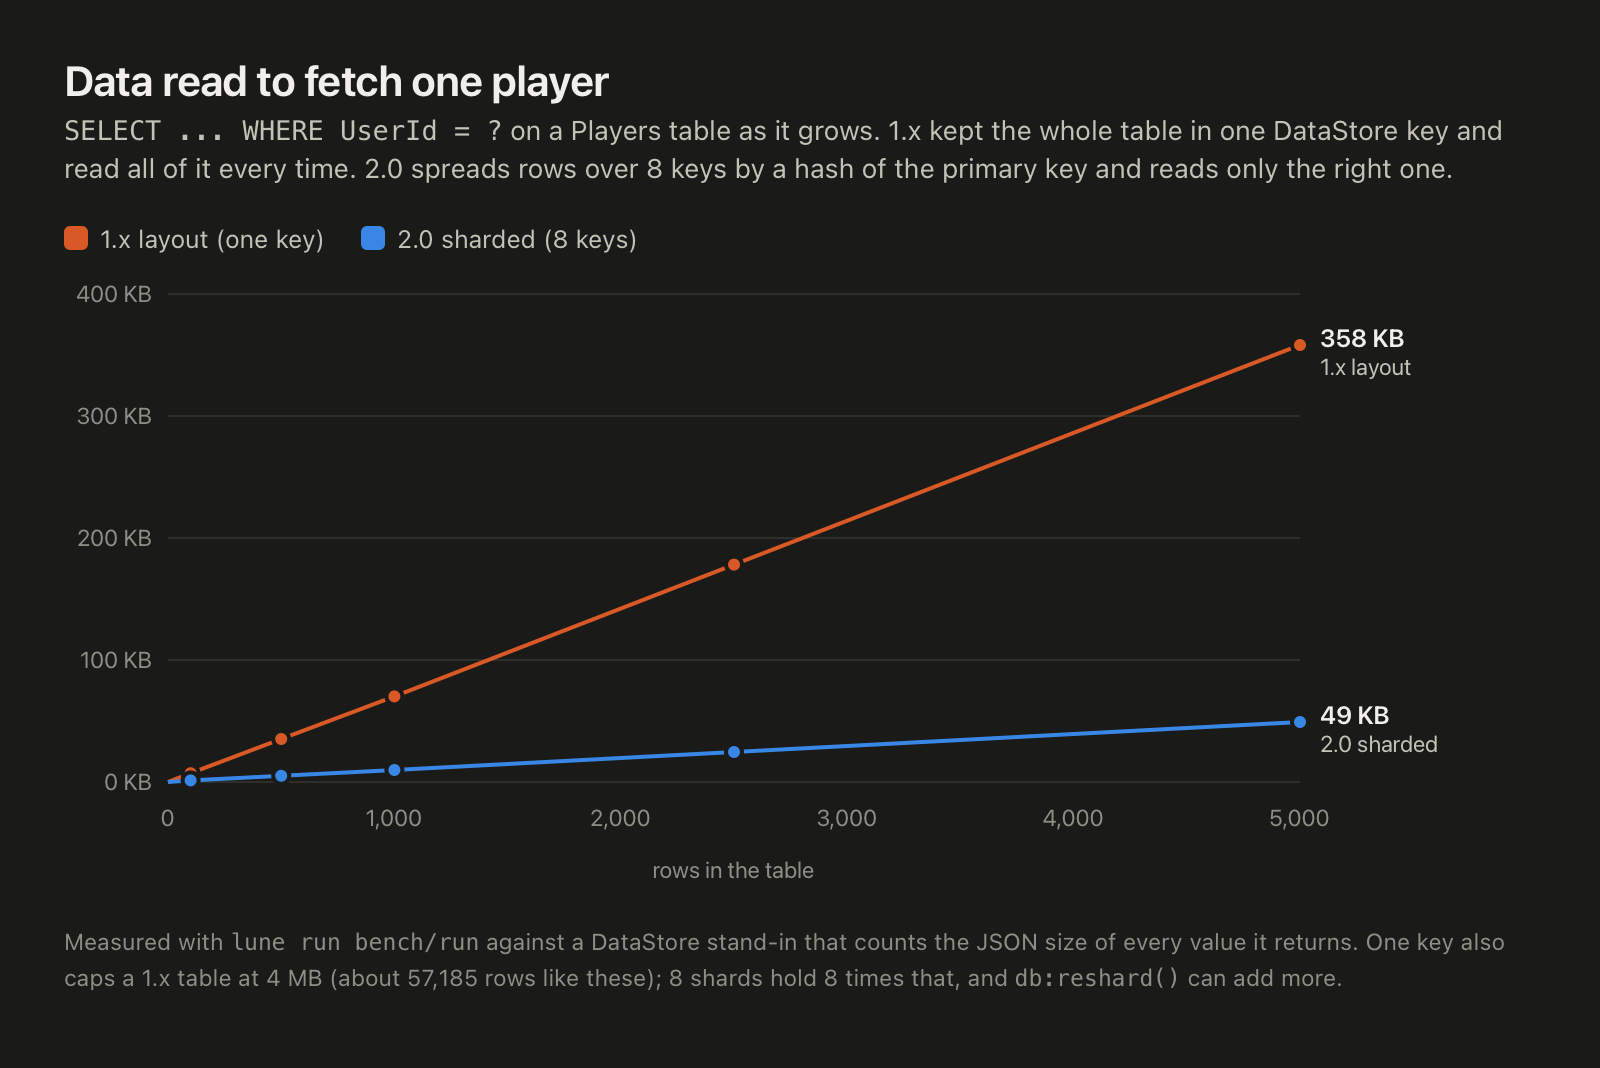 Data read to fetch one player
SELECT ... WHERE UserId = ? on a Players table as it grows. 1.x kept the whole table in one DataStore key and
read all of it every time. 2.0 spreads rows over 8 keys by a hash of the primary key and reads only the right one.
1.x layout (one key)
2.0 sharded (8 keys)
400 KB
358 KB
1.x layout
300 KB
200 KB
100 KB
49 KB
2.0 sharded
0 KB
0
1,000
2,000
3,000
4,000
5,000
rows in the table
Measured with lune run bench/run against a DataStore stand-in that counts the JSON size of every value it returns. One key also
caps a 1.x table at 4 MB (about 57,185 rows like these); 8 shards hold 8 times that, and db:reshard() can add more.